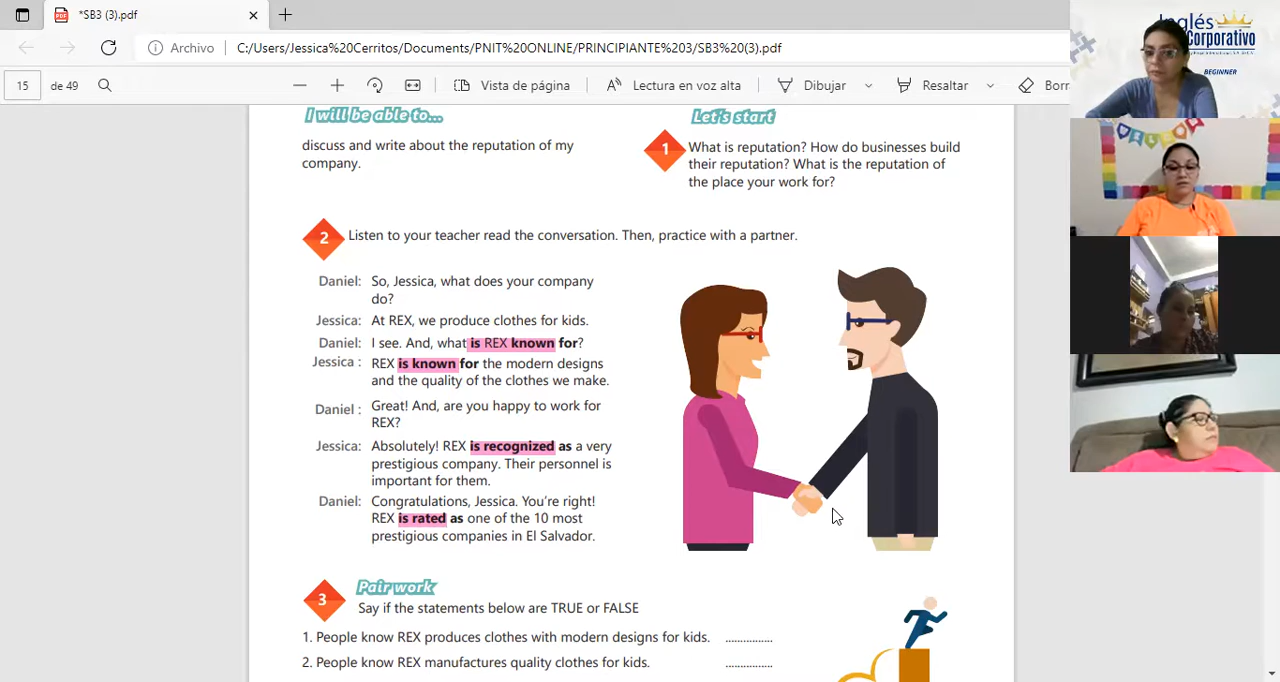 *SB3 (3).pdf
Archivo
C:/Users/Jessica%20Cerritos/Documents/PNIT%20ONLINE/PRINCIPIANTE%203/SB3%20(3).pdf
15 de 49
Vista de página
Lectura en voz alta
Dibujar
Resaltar
Borr
Inglés
Corporativo
BEGINNER
I will be able to...
discuss and write about the reputation of my
company.
Let's start
1 What is reputation? How do businesses build
their reputation? What is the reputation of
the place your work for?
2 Listen to your teacher read the conversation. Then, practice with a partner.
Daniel: So, Jessica, what does your company
do?
Jessica: At REX, we produce clothes for kids.
Daniel: I see. And, what is REX known for?
Jessica : REX is known for the modern designs
and the quality of the clothes we make.
Daniel : Great! And, are you happy to work for
REX?
Jessica: Absolutely! REX is recognized as a very
prestigious company. Their personnel is
important for them.
Daniel: Congratulations, Jessica. You're right!
REX is rated as one of the 10 most
prestigious companies in El Salvador.
3 Pair work
Say if the statements below are TRUE or FALSE
1. People know REX produces clothes with modern designs for kids. ................
2. People know REX manufactures quality clothes for kids. ................